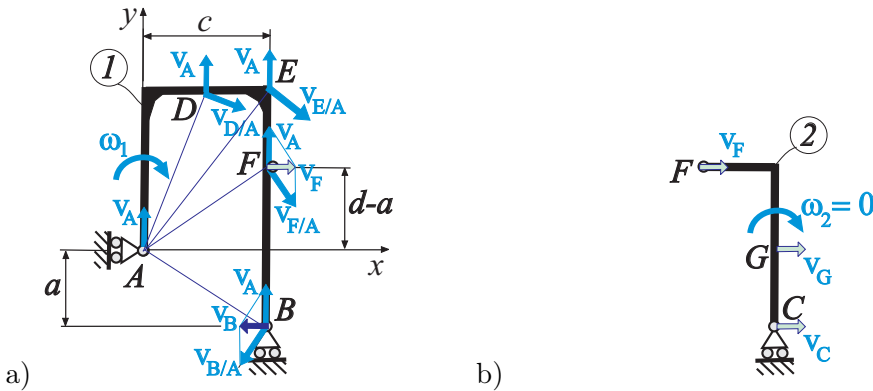 y
c
1
v_A
v_A
E
D
v_D/A
v_E/A
ω_1
v_A
F
v_F
v_F/A
d-a
v_A
A
x
a
v_A
B
v_B
v_B/A
a)
F
v_F
2
ω_2 = 0
G
v_G
C
v_C
b)